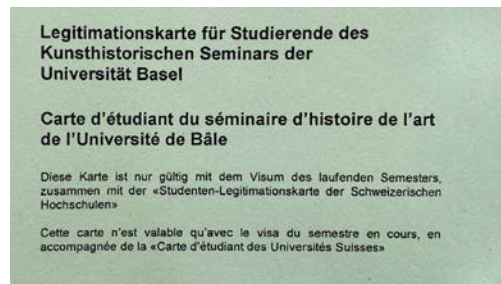 Legitimationskarte für Studierende des
Kunsthistorischen Seminars der
Universität Basel
Carte d'étudiant du séminaire d'histoire de l'art
de l'Université de Bâle
Diese Karte ist nur gültig mit dem Visum des laufenden Semesters,
zusammen mit der «Studenten-Legitimationskarte der Schweizerischen
Hochschulen»
Cette carte n'est valable qu'avec le visa du semestre en cours, en
accompagnée de la «Carte d'étudiant des Universités Suisses»